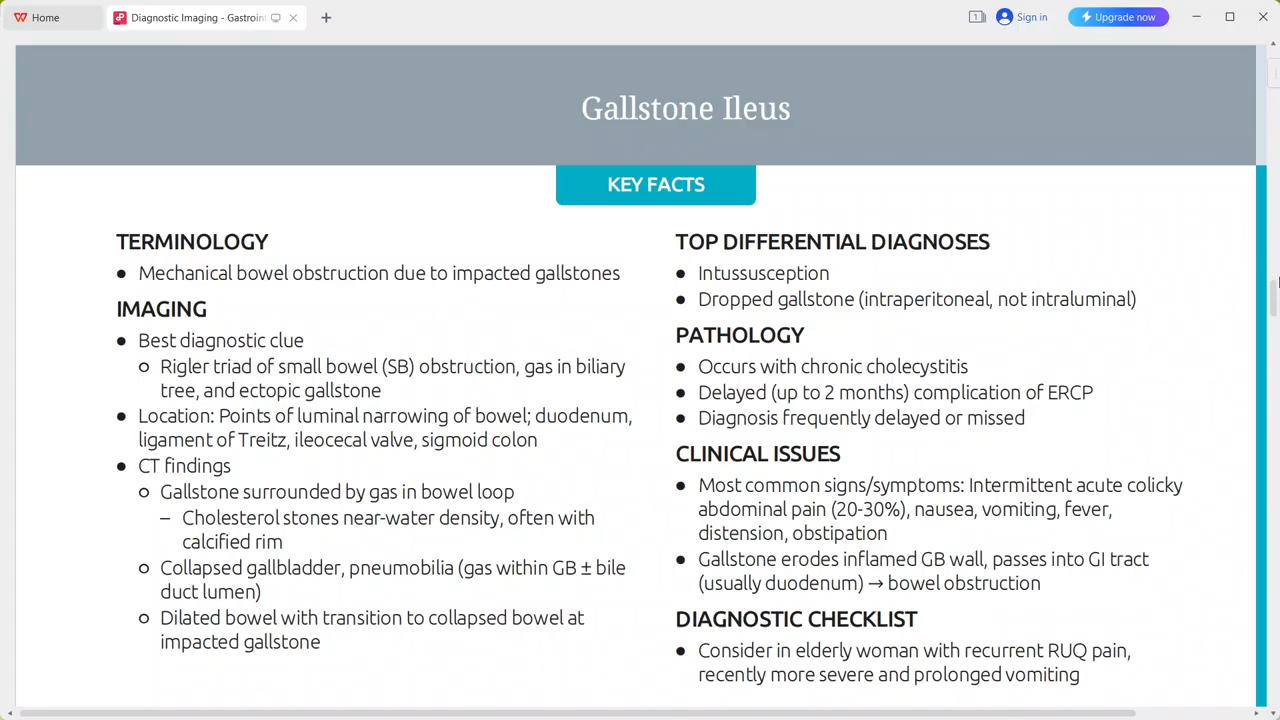 Home
Diagnostic Imaging - Gastroint
1
Sign in
Upgrade now
Gallstone Ileus
KEY FACTS
TERMINOLOGY
● Mechanical bowel obstruction due to impacted gallstones
IMAGING
● Best diagnostic clue
○ Rigler triad of small bowel (SB) obstruction, gas in biliary
tree, and ectopic gallstone
● Location: Points of luminal narrowing of bowel; duodenum,
ligament of Treitz, ileocecal valve, sigmoid colon
● CT findings
○ Gallstone surrounded by gas in bowel loop
– Cholesterol stones near-water density, often with
calcified rim
○ Collapsed gallbladder, pneumobilia (gas within GB ± bile
duct lumen)
○ Dilated bowel with transition to collapsed bowel at
impacted gallstone
TOP DIFFERENTIAL DIAGNOSES
● Intussusception
● Dropped gallstone (intraperitoneal, not intraluminal)
PATHOLOGY
● Occurs with chronic cholecystitis
● Delayed (up to 2 months) complication of ERCP
● Diagnosis frequently delayed or missed
CLINICAL ISSUES
● Most common signs/symptoms: Intermittent acute colicky
abdominal pain (20-30%), nausea, vomiting, fever,
distension, obstipation
● Gallstone erodes inflamed GB wall, passes into GI tract
(usually duodenum) → bowel obstruction
DIAGNOSTIC CHECKLIST
● Consider in elderly woman with recurrent RUQ pain,
recently more severe and prolonged vomiting